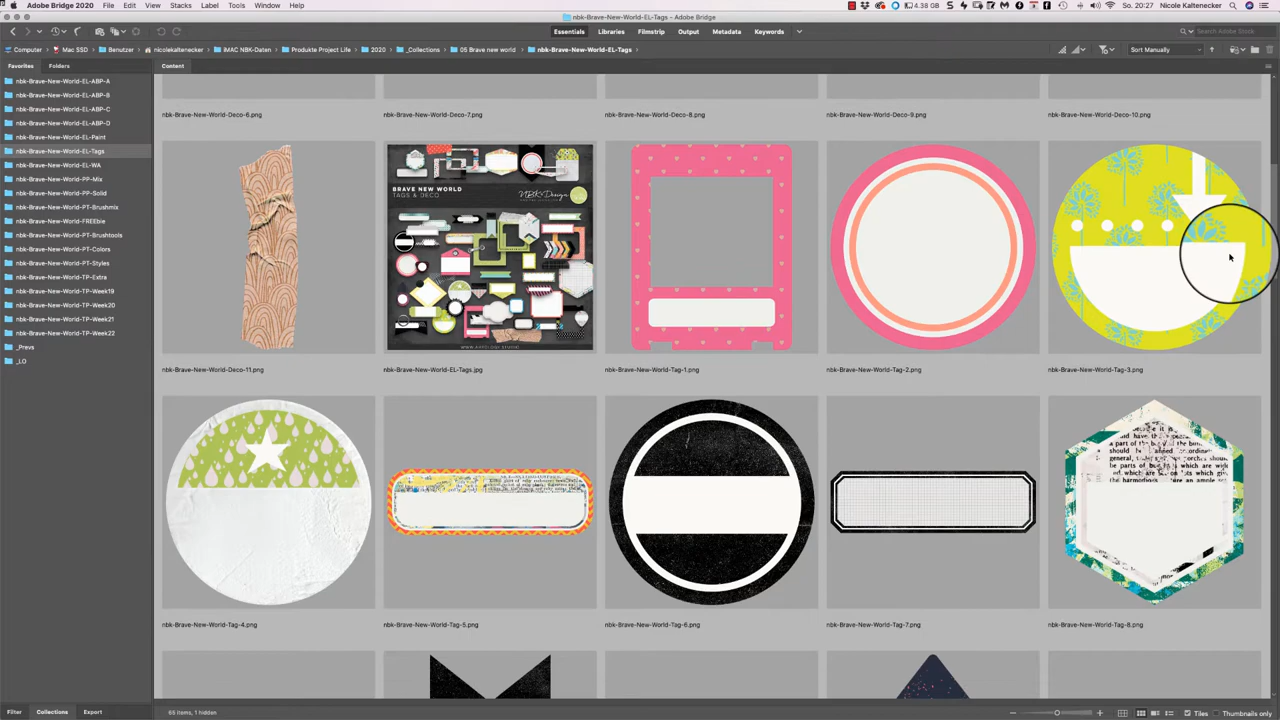 Adobe Bridge 2020 File Edit View Stacks Label Tools Window Help
4.38 GB
So. 20:27 Nicole Kaltenecker
nbk-Brave-New-World-EL-Tags - Adobe Bridge
Essentials Libraries Filmstrip Output Metadata Keywords
Search Adobe Stock
Computer Mac SSD Benutzer nicolekaltenecker iMAC NBK-Daten Produkte Project Life 2020 _Collections 05 Brave new world nbk-Brave-New-World-EL-Tags
Sort Manually
Favorites Folders
Content
nbk-Brave-New-World-EL-ABP-A
nbk-Brave-New-World-EL-ABP-B
nbk-Brave-New-World-EL-ABP-C
nbk-Brave-New-World-EL-ABP-D
nbk-Brave-New-World-EL-Paint
nbk-Brave-New-World-EL-Tags
nbk-Brave-New-World-EL-WA
nbk-Brave-New-World-PP-Mix
nbk-Brave-New-World-PP-Solid
nbk-Brave-New-World-PT-Brushmix
nbk-Brave-New-World-FREEbie
nbk-Brave-New-World-PT-Brushtools
nbk-Brave-New-World-PT-Colors
nbk-Brave-New-World-PT-Styles
nbk-Brave-New-World-TP-Extra
nbk-Brave-New-World-TP-Week19
nbk-Brave-New-World-TP-Week20
nbk-Brave-New-World-TP-Week21
nbk-Brave-New-World-TP-Week22
_Prevs
_LO
nbk-Brave-New-World-Deco-6.png
nbk-Brave-New-World-Deco-7.png
nbk-Brave-New-World-Deco-8.png
nbk-Brave-New-World-Deco-9.png
nbk-Brave-New-World-Deco-10.png
BRAVE NEW WORLD
TAGS & DECO
NBK-Design
nbk-Brave-New-World-Deco-11.png
nbk-Brave-New-World-EL-Tags.jpg
nbk-Brave-New-World-Tag-1.png
nbk-Brave-New-World-Tag-2.png
nbk-Brave-New-World-Tag-3.png
nbk-Brave-New-World-Tag-4.png
nbk-Brave-New-World-Tag-5.png
nbk-Brave-New-World-Tag-6.png
nbk-Brave-New-World-Tag-7.png
nbk-Brave-New-World-Tag-8.png
Filter Collections Export
65 items, 1 hidden
Tiles
Thumbnails only